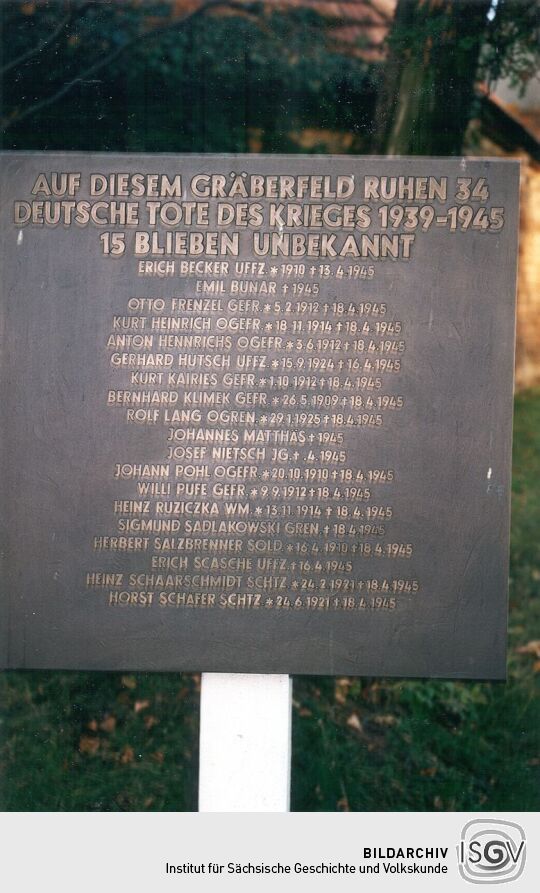 AUF DIESEM GRÄBERFELD RUHEN 34
DEUTSCHE TOTE DES KRIEGES 1939-1945
15 BLIEBEN UNBEKANNT
ERICH BECKER UFFZ. * 1910 † 13.4.1945
EMIL BUNAR † 1945
OTTO FRENZEL GEFR. * 5.2.1912 † 18.4.1945
KURT HEINRICH OGEFR. * 18.11.1914 † 18.4.1945
ANTON HENNRICHS OGEFR. * 3.6.1912 † 18.4.1945
GERHARD HUTSCH UFFZ. * 15.9.1924 † 16.4.1945
KURT KAIRIES GEFR. * 1.10.1912 † 18.4.1945
BERNHARD KLIMEK GEFR. * 26.5.1909 † 18.4.1945
ROLF LANG OGREN. * 29.1.1925 † 18.4.1945
JOHANNES MATTHÄS † 1945
JOSEF NIETSCH JG. † .4.1945
JOHANN POHL OGEFR. * 20.10.1910 † 18.4.1945
WILLI PUFE GEFR. * 9.9.1912 † 18.4.1945
HEINZ RUZICZKA WM. * 13.11.1914 † 18.4.1945
SIGMUND SADLAKOWSKI GREN. † 18.4.1945
HERBERT SALZBRENNER SOLD. * 16.4.1910 † 18.4.1945
ERICH SCASCHE UFFZ. † 16.4.1945
HEINZ SCHAARSCHMIDT SCHTZ. * 24.2.1921 † 18.4.1945
HORST SCHÄFER SCHTZ. * 24.6.1921 † 18.4.1945
BILDARCHIV ISGV
Institut für Sächsische Geschichte und Volkskunde